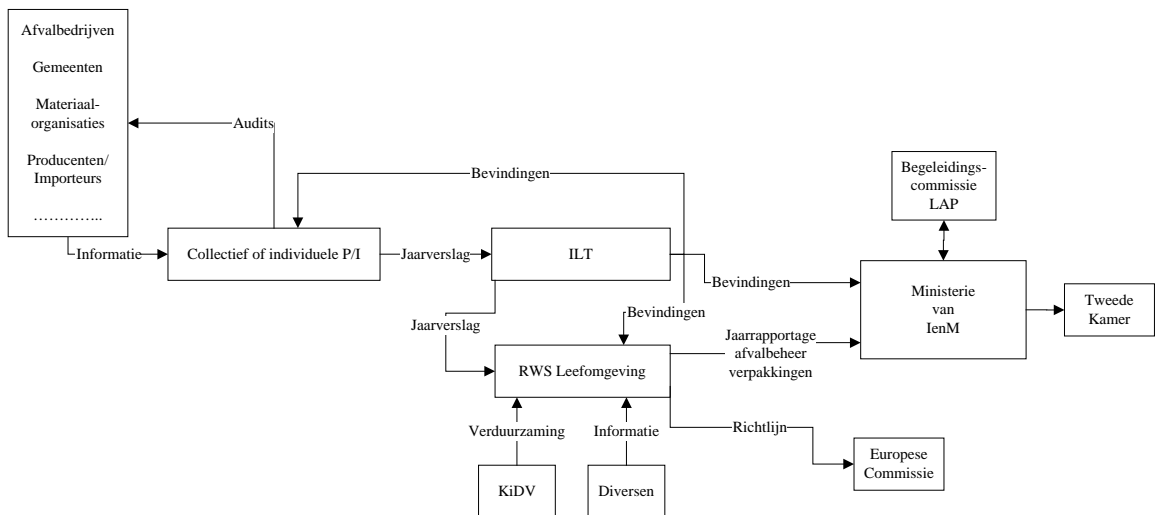 Afvalbedrijven
Gemeenten
Materiaal-
organisaties
Producenten/
Importeurs
…………..
Audits
Bevindingen
Begeleidings-
commissie
LAP
Informatie
Collectief of individuele P/I
Jaarverslag
ILT
Bevindingen
Ministerie
van
IenM
Tweede
Kamer
Jaarverslag
Bevindingen
Jaarrapportage
afvalbeheer
verpakkingen
RWS Leefomgeving
Verduurzaming
Informatie
Richtlijn
Europese
Commissie
KiDV
Diversen